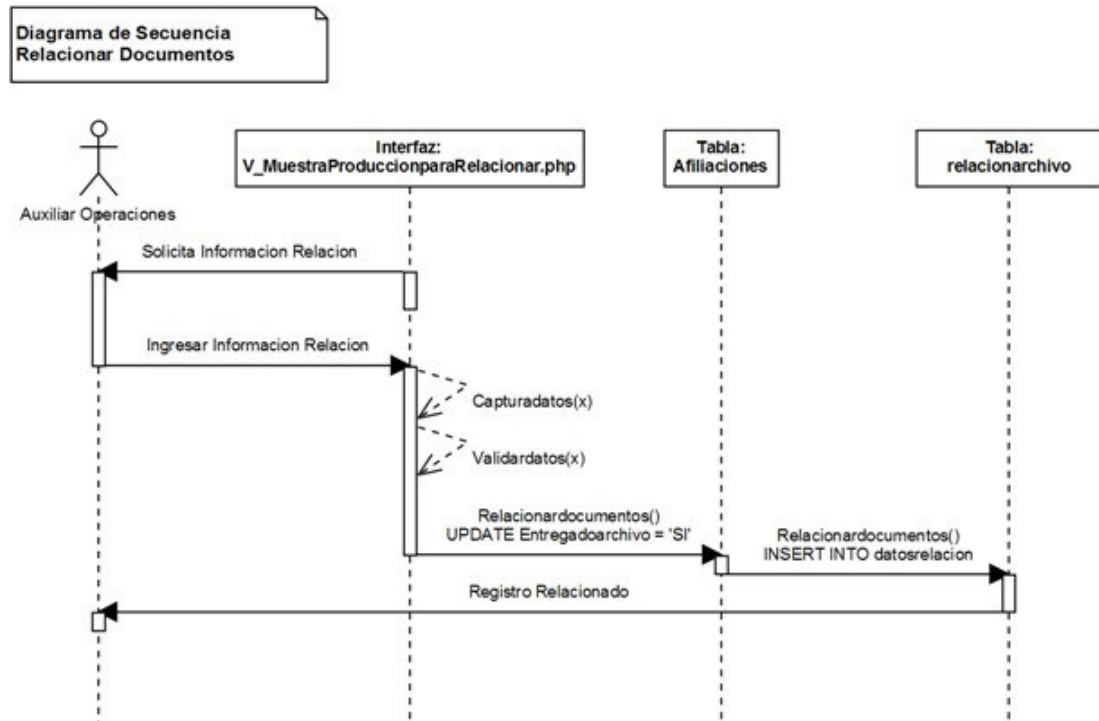 Diagrama de Secuencia
Relacionar Documentos
Auxiliar Operaciones
Interfaz:
V_MuestraProduccionparaRelacionar.php
Tabla:
Afiliaciones
Tabla:
relacionarchivo
Solicita Informacion Relacion
Ingresar Informacion Relacion
Capturadatos(x)
Validardatos(x)
Relacionardocumentos()
UPDATE Entregadoarchivo = 'SI'
Relacionardocumentos()
INSERT INTO datosrelacion
Registro Relacionado